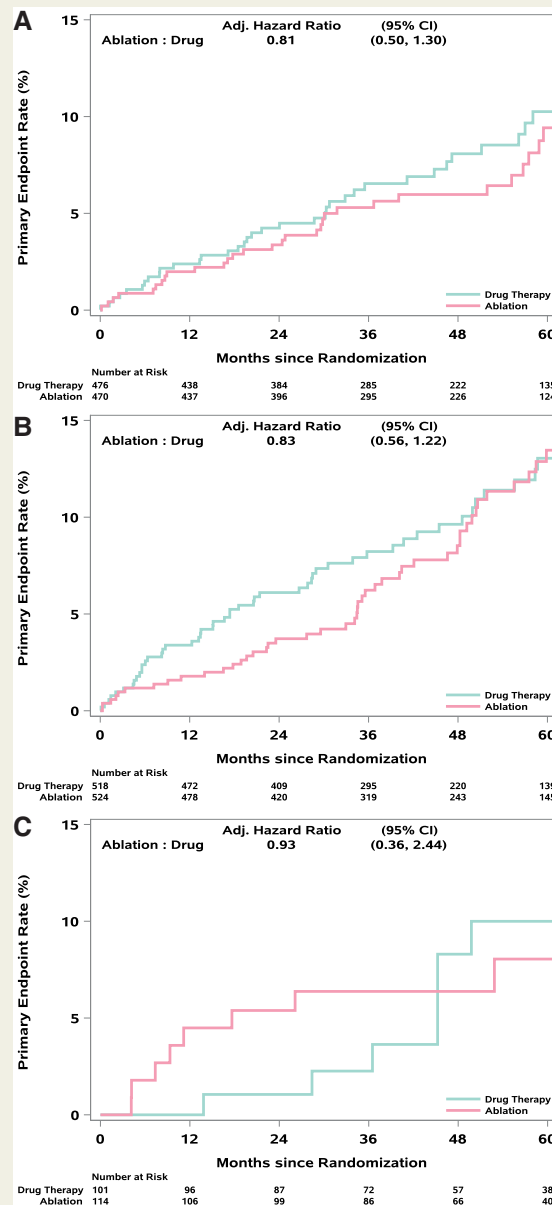 A
15
Adj. Hazard Ratio (95% CI)
Ablation : Drug 0.81 (0.50, 1.30)
Primary Endpoint Rate (%)
10
5
0
Drug Therapy
Ablation
0 12 24 36 48 60
Months since Randomization
Number at Risk
Drug Therapy 476 438 384 285 222 135
Ablation 470 437 396 295 226 124
B
15
Adj. Hazard Ratio (95% CI)
Ablation : Drug 0.83 (0.56, 1.22)
Primary Endpoint Rate (%)
10
5
0
Drug Therapy
Ablation
0 12 24 36 48 60
Months since Randomization
Number at Risk
Drug Therapy 518 472 409 295 220 139
Ablation 524 478 420 319 243 145
C
15
Adj. Hazard Ratio (95% CI)
Ablation : Drug 0.93 (0.36, 2.44)
Primary Endpoint Rate (%)
10
5
0
Drug Therapy
Ablation
0 12 24 36 48 60
Months since Randomization
Number at Risk
Drug Therapy 101 96 87 72 57 38
Ablation 114 106 99 86 66 40